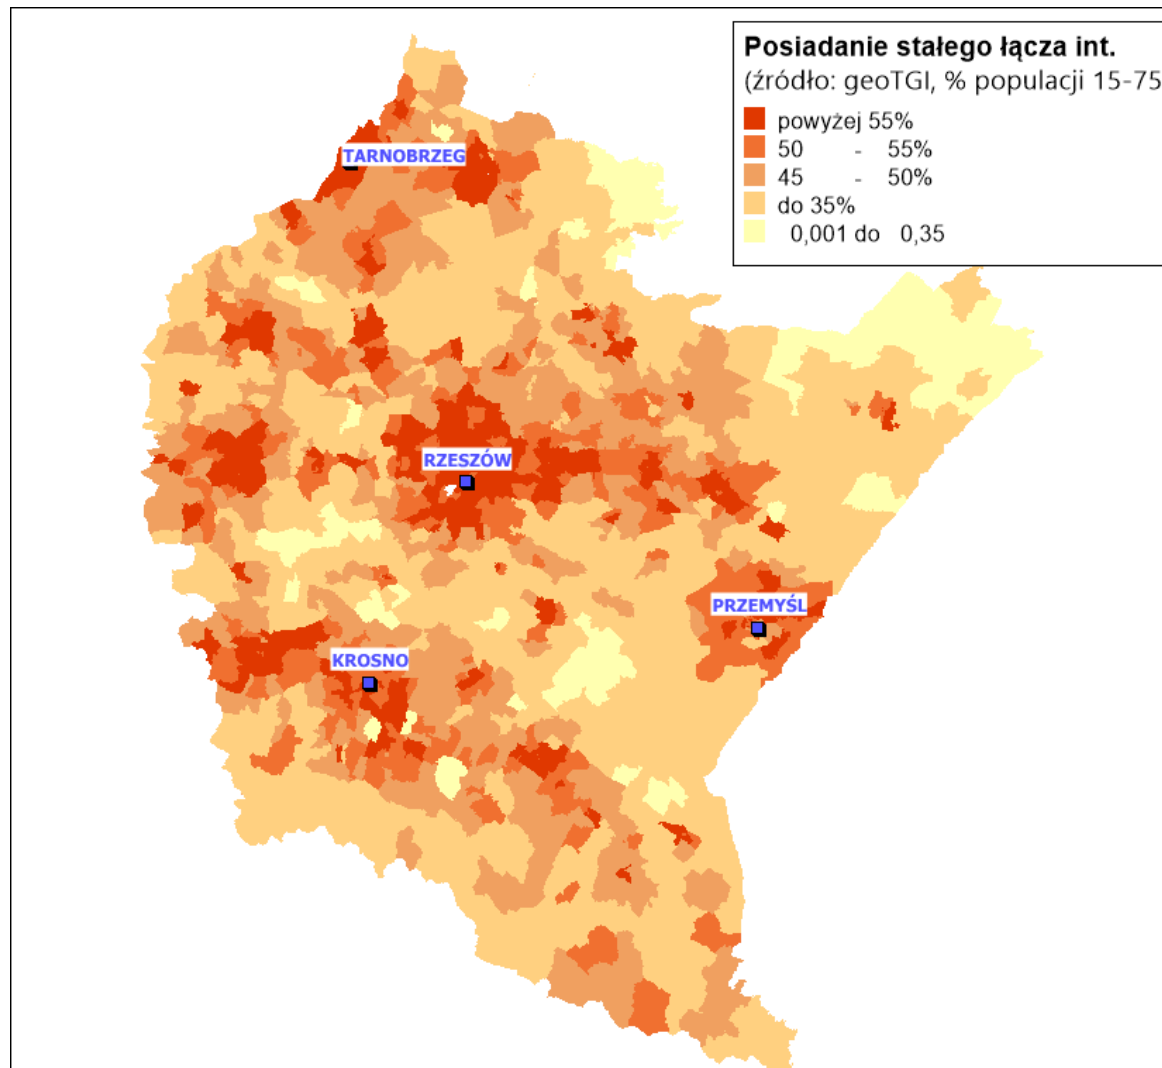 Posiadanie stałego łącza int.
(źródło: geoTGI, % populacji 15-75
powyżej 55%
50 - 55%
45 - 50%
do 35%
0,001 do 0,35
TARNOBRZEG
RZESZÓW
PRZEMYŚL
KROSNO